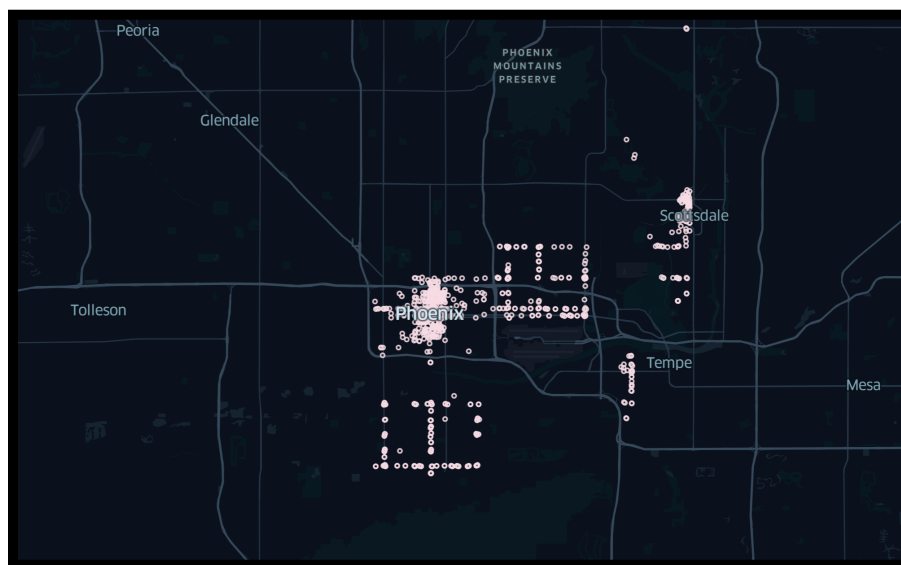 Peoria
PHOENIX
MOUNTAINS
PRESERVE
Glendale
Scottsdale
Tolleson
Phoenix
Tempe
Mesa